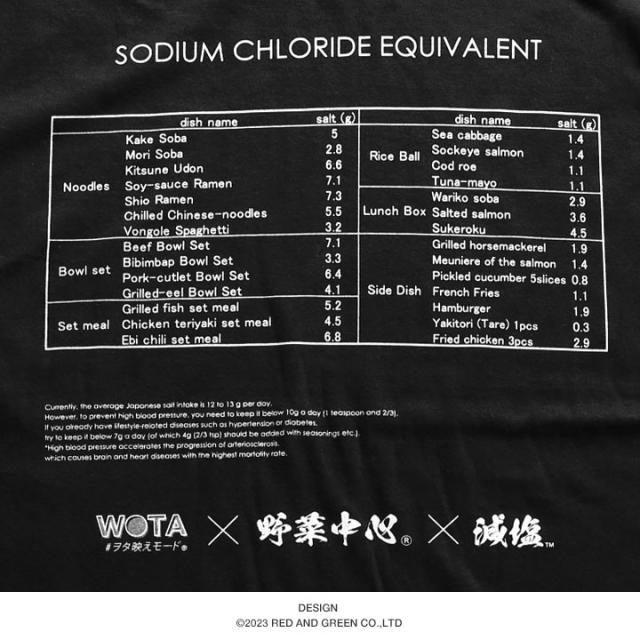 SODIUM CHLORIDE EQUIVALENT
dish name salt (g) dish name salt (g)
Noodles
Kake Soba 5
Mori Soba 2.8
Kitsune Udon 6.6
Soy-sauce Ramen 7.1
Shio Ramen 7.3
Chilled Chinese-noodles 5.5
Vongole Spaghetti 3.2
Bowl set
Beef Bowl Set 7.1
Bibimbap Bowl Set 3.3
Pork-cutlet Bowl Set 6.4
Grilled-eel Bowl Set 4.1
Set meal
Grilled fish set meal 5.2
Chicken teriyaki set meal 4.5
Ebi chili set meal 6.8
Rice Ball
Sea cabbage 1.4
Sockeye salmon 1.4
Cod roe 1.1
Tuna-mayo 1.1
Lunch Box
Wariko soba 2.9
Salted salmon 3.6
Sukeroku 4.5
Side Dish
Grilled horsemackerel 1.9
Meuniere of the salmon 1.4
Pickled cucumber 5slices 0.8
French Fries 1.1
Hamburger 1.9
Yakitori (Tare) 1pcs 0.3
Fried chicken 3pcs 2.9
Currently, the average Japanese salt intake is 12 to 13 g per day.
However, to prevent high blood pressure, you need to keep it below 10g a day (1 teaspoon and 2/3).
If you already have lifestyle-related diseases such as hypertension or diabetes,
try to keep it below 7g a day (of which 4g (2/3 tsp) should be added with seasonings etc.).
*High blood pressure accelerates the progression of arteriosclerosis.
which causes brain and heart diseases with the highest mortality rate.
WOTA × 野菜中心® × 減塩™
#ヲタ映えモード®
DESIGN
©2023 RED AND GREEN CO.,LTD